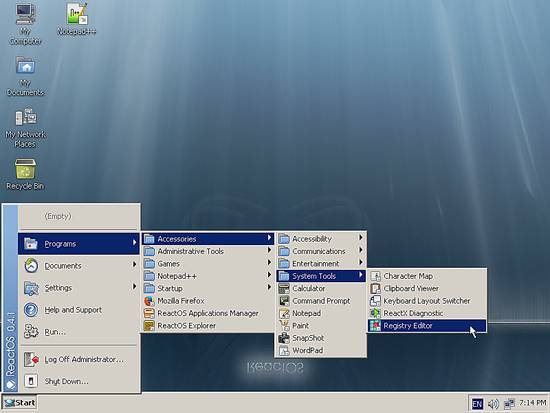 My
Computer
Notepad++
My
Documents
My Network
Places
Recycle Bin
(Empty)
Programs
Documents
Settings
Help and Support
Run...
Log Off Administrator...
Shut Down...
ReactOS 0.4.1
Accessories
Administrative Tools
Games
Notepad++
Startup
Mozilla Firefox
ReactOS Applications Manager
ReactOS Explorer
Accessibility
Communications
Entertainment
System Tools
Calculator
Command Prompt
Notepad
Paint
SnapShot
WordPad
Character Map
Clipboard Viewer
Keyboard Layout Switcher
ReactX Diagnostic
Registry Editor
ReactOS
Start
EN
7:14 PM